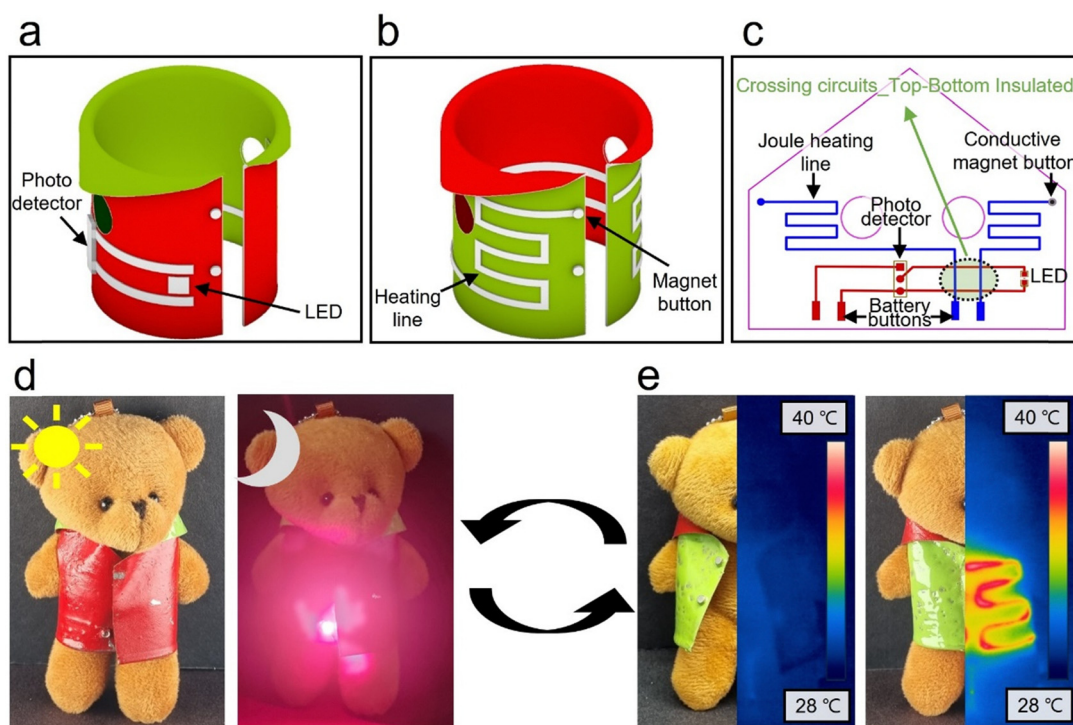 a
Photo
detector
LED
b
Heating
line
Magnet
button
c
Crossing circuits_Top-Bottom Insulated
Joule heating
line
Conductive
magnet button
Photo
detector
LED
Battery
buttons
d
e
40 ℃
28 ℃
40 ℃
28 ℃